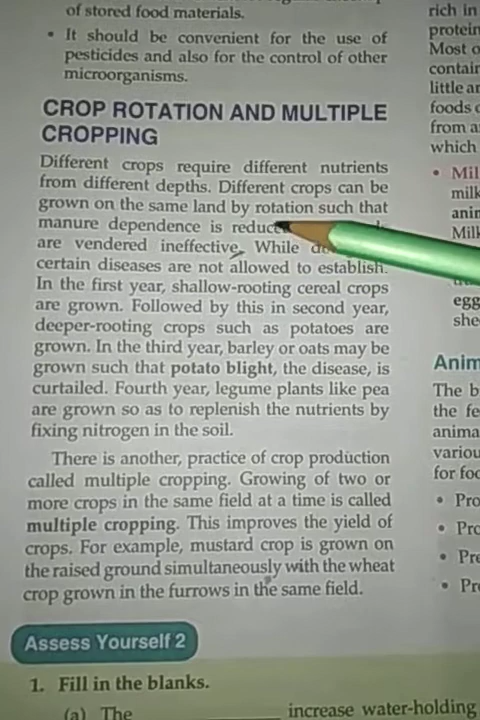 of stored food materials.
• It should be convenient for the use of
pesticides and also for the control of other
microorganisms.
CROP ROTATION AND MULTIPLE
CROPPING
Different crops require different nutrients
from different depths. Different crops can be
grown on the same land by rotation such that
manure dependence is
are vendered ineffective. While
certain diseases are not allowed to establish.
In the first year, shallow-rooting cereal crops
are grown. Followed by this in second year,
deeper-rooting crops such as potatoes are
grown. In the third year, barley or oats may be
grown such that potato blight, the disease, is
curtailed. Fourth year, legume plants like pea
are grown so as to replenish the nutrients by
fixing nitrogen in the soil.
There is another, practice of crop production
called multiple cropping. Growing of two or
more crops in the same field at a time is called
multiple cropping. This improves the yield of
crops. For example, mustard crop is grown on
the raised ground simultaneously with the wheat
crop grown in the furrows in the same field.
Assess Yourself 2
1. Fill in the blanks.
(a) The ____________ increase water-holding
rich in
protein
Most o
contain
little a
foods
from a
which
• Mil
milk
anim
Milk
egg
she
Anim
The b
the fe
anima
variou
for foo
• Pro
• Pro
• Pre
• Pr